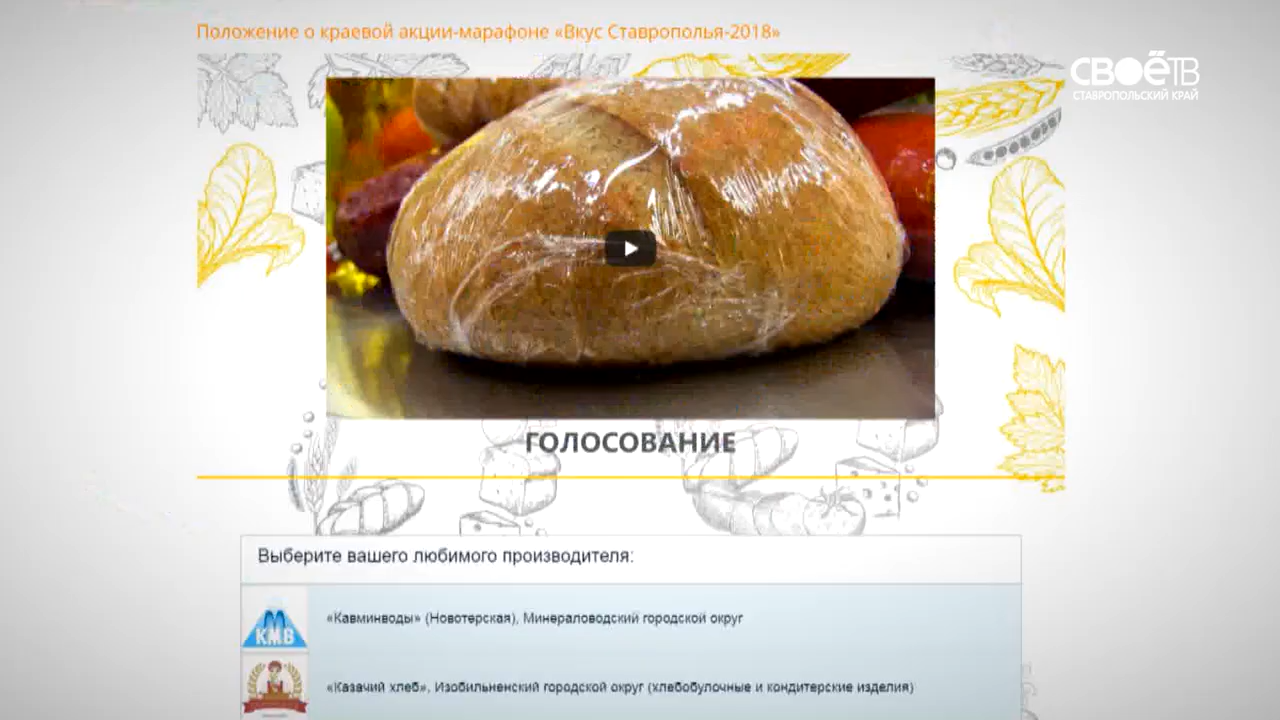 Положение о краевой акции-марафоне «Вкус Ставрополья-2018»
СВОЁТВ
СТАВРОПОЛЬСКИЙ КРАЙ
ГОЛОСОВАНИЕ
Выберите вашего любимого производителя:
КМВ
«Кавминводы» (Новотерская), Минераловодский городской округ
«Казачий хлеб», Изобильненский городской округ (хлебобулочные и кондитерские изделия)